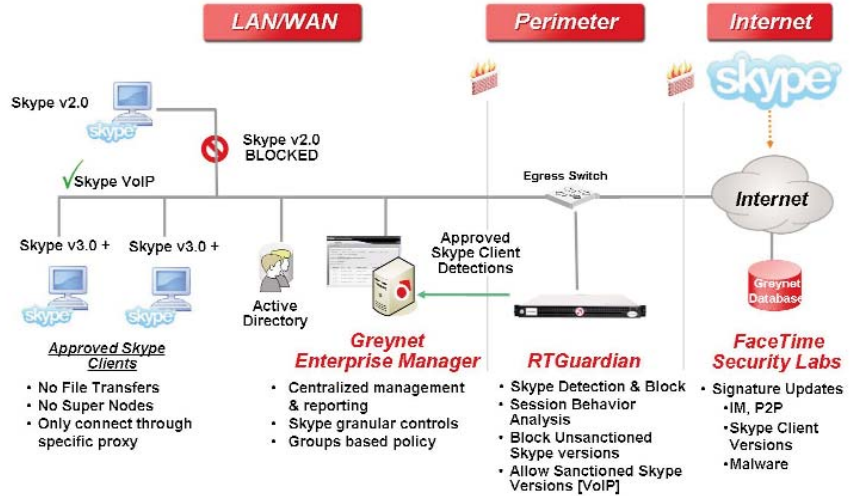 LAN/WAN
Perimeter
Internet
Skype v2.0
skype
Skype v2.0
BLOCKED
skype
Skype VoIP
Egress Switch
Internet
Skype v3.0 +
Skype v3.0 +
skype
skype
Active
Directory
Approved
Skype Client
Detections
Greynet
Database
Approved Skype
Clients
• No File Transfers
• No Super Nodes
• Only connect through
specific proxy
Greynet
Enterprise Manager
• Centralized management
& reporting
• Skype granular controls
• Groups based policy
RTGuardian
• Skype Detection & Block
• Session Behavior
Analysis
• Block Unsanctioned
Skype versions
• Allow Sanctioned Skype
Versions [VoIP]
FaceTime
Security Labs
• Signature Updates
•IM, P2P
•Skype Client
Versions
•Malware